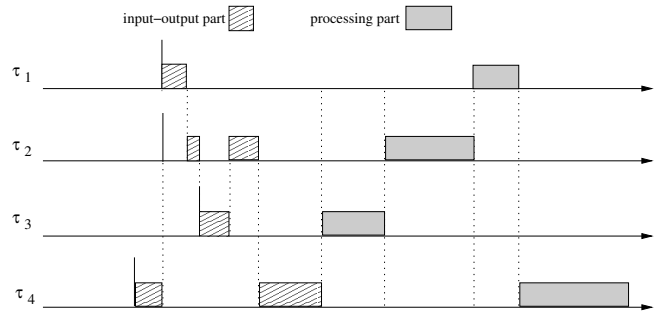 input-output part processing part
τ 1
τ 2
τ 3
τ 4